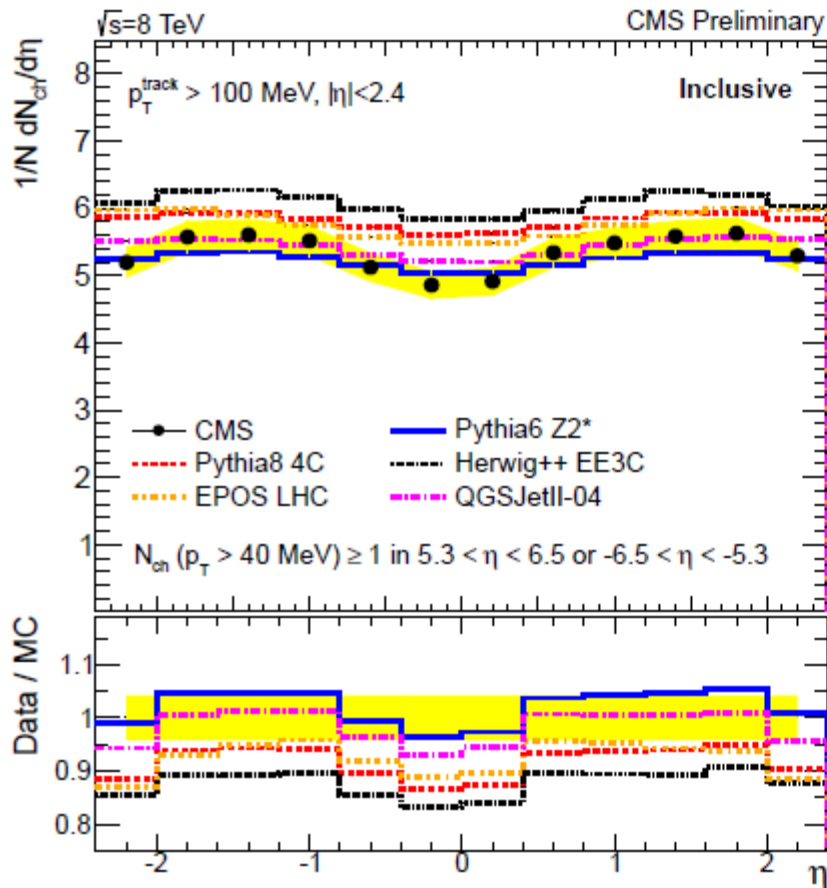 √s=8 TeV CMS Preliminary
1/N dN_ch/dη
8
7
6
5
4
3
2
1
p_T^track > 100 MeV, |η|<2.4
Inclusive
CMS
Pythia6 Z2*
Pythia8 4C
Herwig++ EE3C
EPOS LHC
QGSJetII-04
N_ch (p_T > 40 MeV) ≥ 1 in 5.3 < η < 6.5 or -6.5 < η < -5.3
Data / MC
1.1
1
0.9
0.8
-2 -1 0 1 2 η